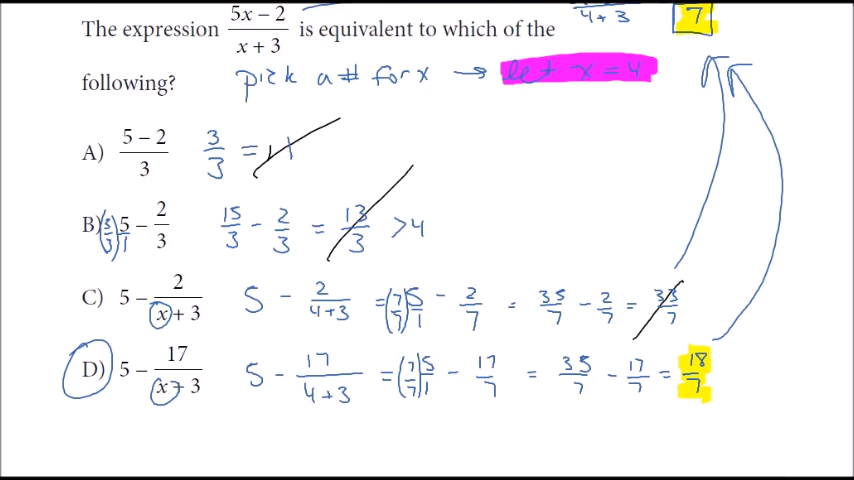 The expression 5x − 2 / x + 3 is equivalent to which of the
4+3 7
following? pick a # for x → let x = 4
A) 5 − 2 / 3 3/3 = 1
B) (3/3) 5/1 − 2/3 15/3 − 2/3 = 13/3 > 4
C) 5 − 2 / x + 3 5 − 2 / 4+3 = (7/7) 5/1 − 2/7 = 35/7 − 2/7 = 33/7
D) 5 − 17 / x + 3 5 − 17 / 4+3 = (7/7) 5/1 − 17/7 = 35/7 − 17/7 = 18/7